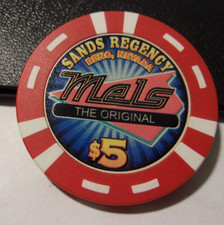 SANDS REGENCY
RENO, NEVADA
Mels
THE ORIGINAL
$5